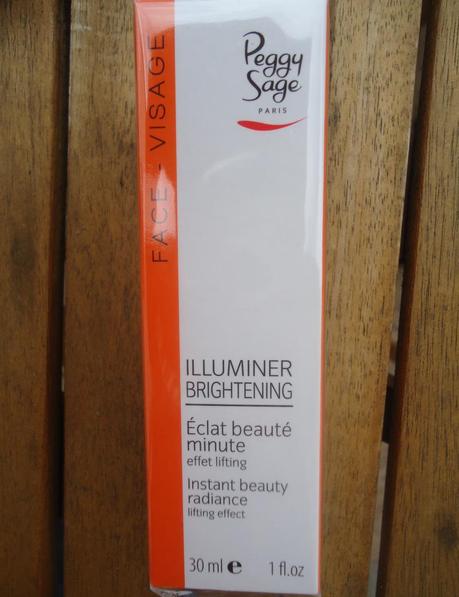 Peggy
Sage
PARIS
FACE - VISAGE
ILLUMINER
BRIGHTENING
Éclat beauté
minute
effet lifting
Instant beauty
radiance
lifting effect
30 ml e 1 fl.oz